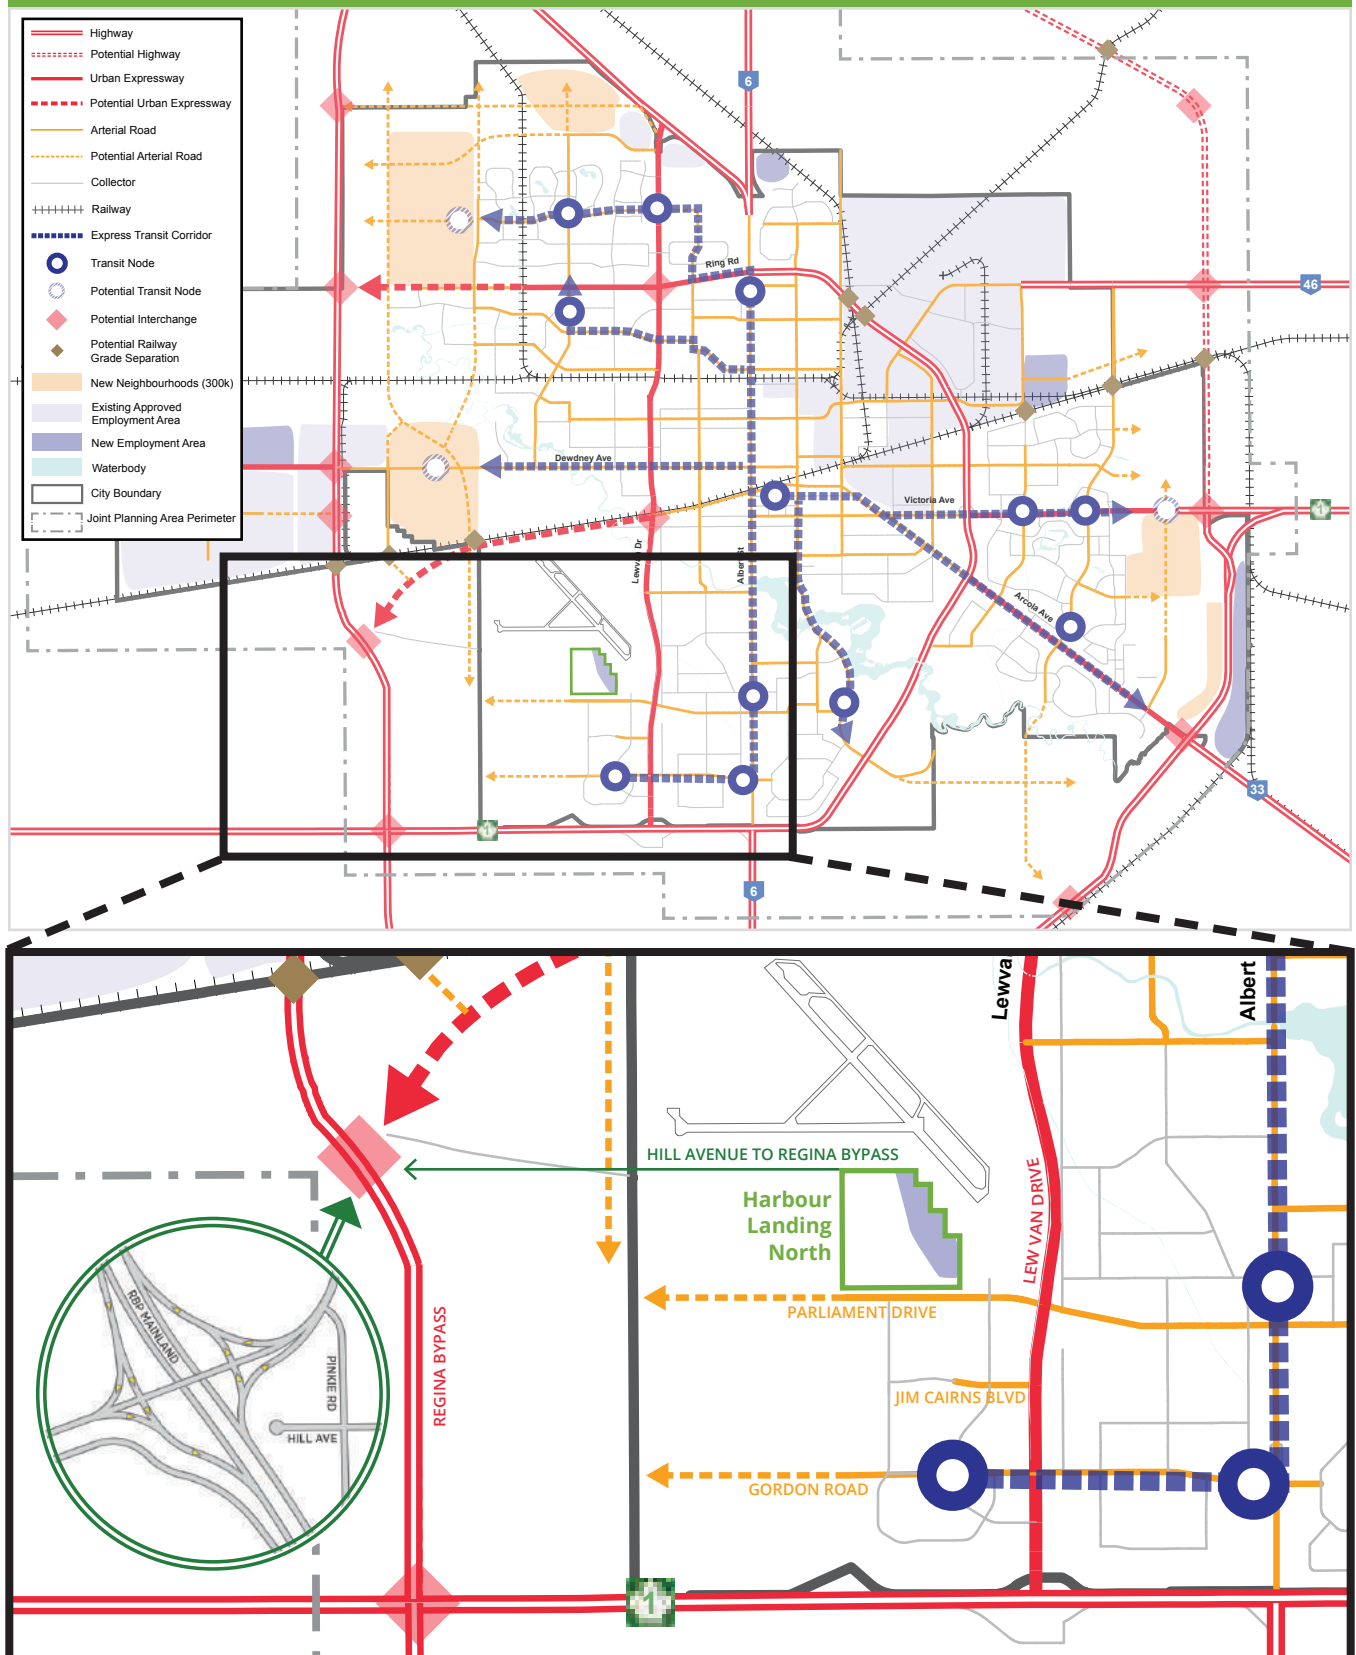 Highway
Potential Highway
Urban Expressway
Potential Urban Expressway
Arterial Road
Potential Arterial Road
Collector
Railway
Express Transit Corridor
Transit Node
Potential Transit Node
Potential Interchange
Potential Railway
Grade Separation
New Neighbourhoods (300k)
Existing Approved
Employment Area
New Employment Area
Waterbody
City Boundary
Joint Planning Area Perimeter
6
Ring Rd
46
Dewdney Ave
Victoria Ave
1
Lewvan Dr
Albert St
Arcola Ave
33
1
6
Lewva
Albert
HILL AVENUE TO REGINA BYPASS
Harbour
Landing
North
LEW VAN DRIVE
PARLIAMENT DRIVE
RBP MAINLAND
PINKIE RD
HILL AVE
REGINA BYPASS
JIM CAIRNS BLVD
GORDON ROAD
1